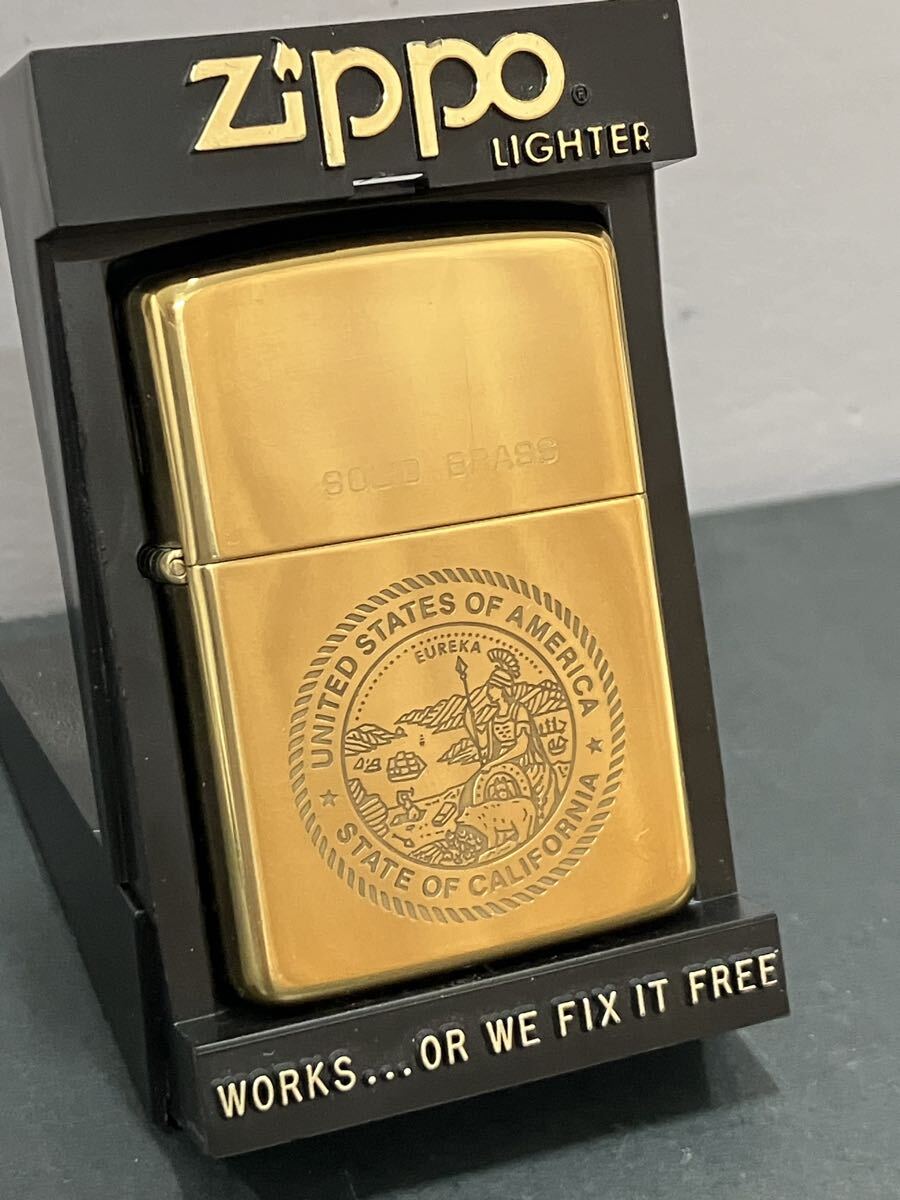 Zippo®
LIGHTER
SOLID BRASS
UNITED STATES OF AMERICA
EUREKA
★ STATE OF CALIFORNIA ★
WORKS...OR WE FIX IT FREE